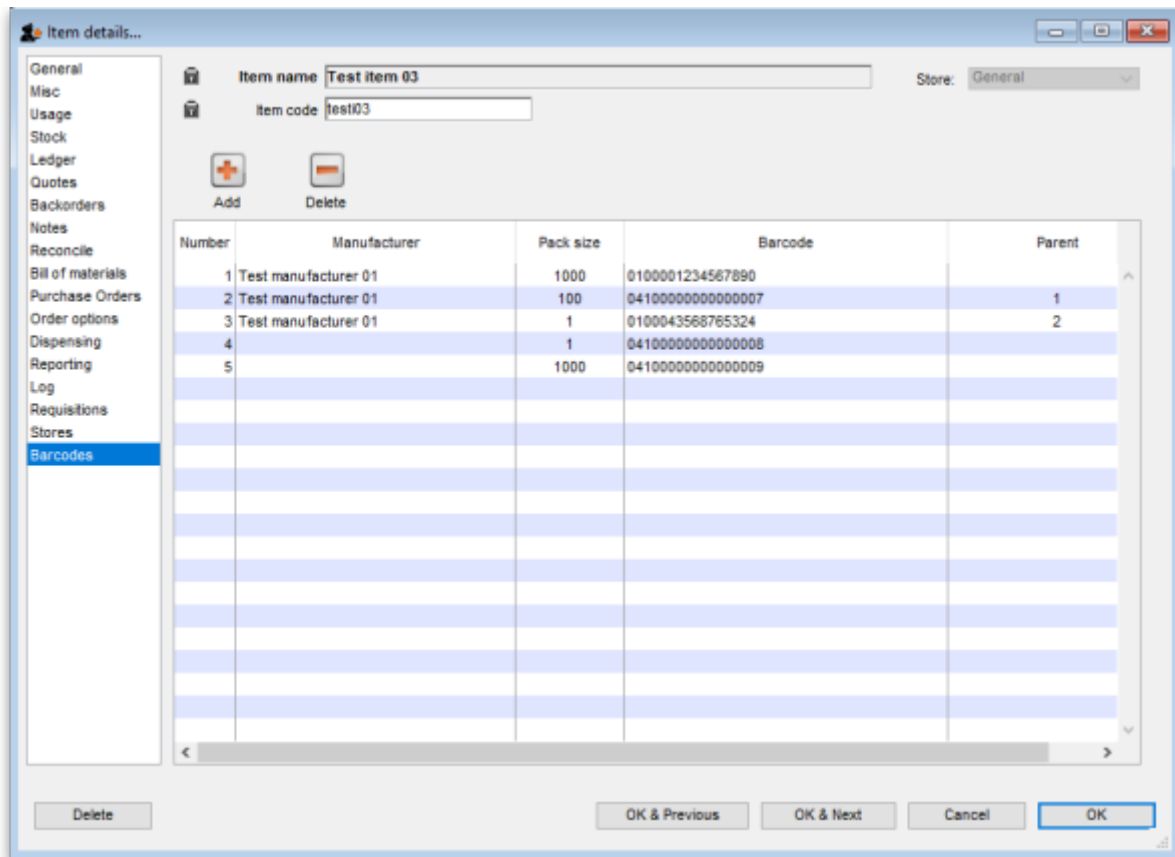 Item details...
General
Misc
Usage
Stock
Ledger
Quotes
Backorders
Notes
Reconcile
Bill of materials
Purchase Orders
Order options
Dispensing
Reporting
Log
Requisitions
Stores
Barcodes
Item name Test item 03 Store: General
Item code testi03
Add Delete
Number Manufacturer Pack size Barcode Parent
1 Test manufacturer 01 1000 0100001234567890
2 Test manufacturer 01 100 04100000000000007 1
3 Test manufacturer 01 1 0100043568765324 2
4 1 04100000000000008
5 1000 04100000000000009
Delete OK & Previous OK & Next Cancel OK